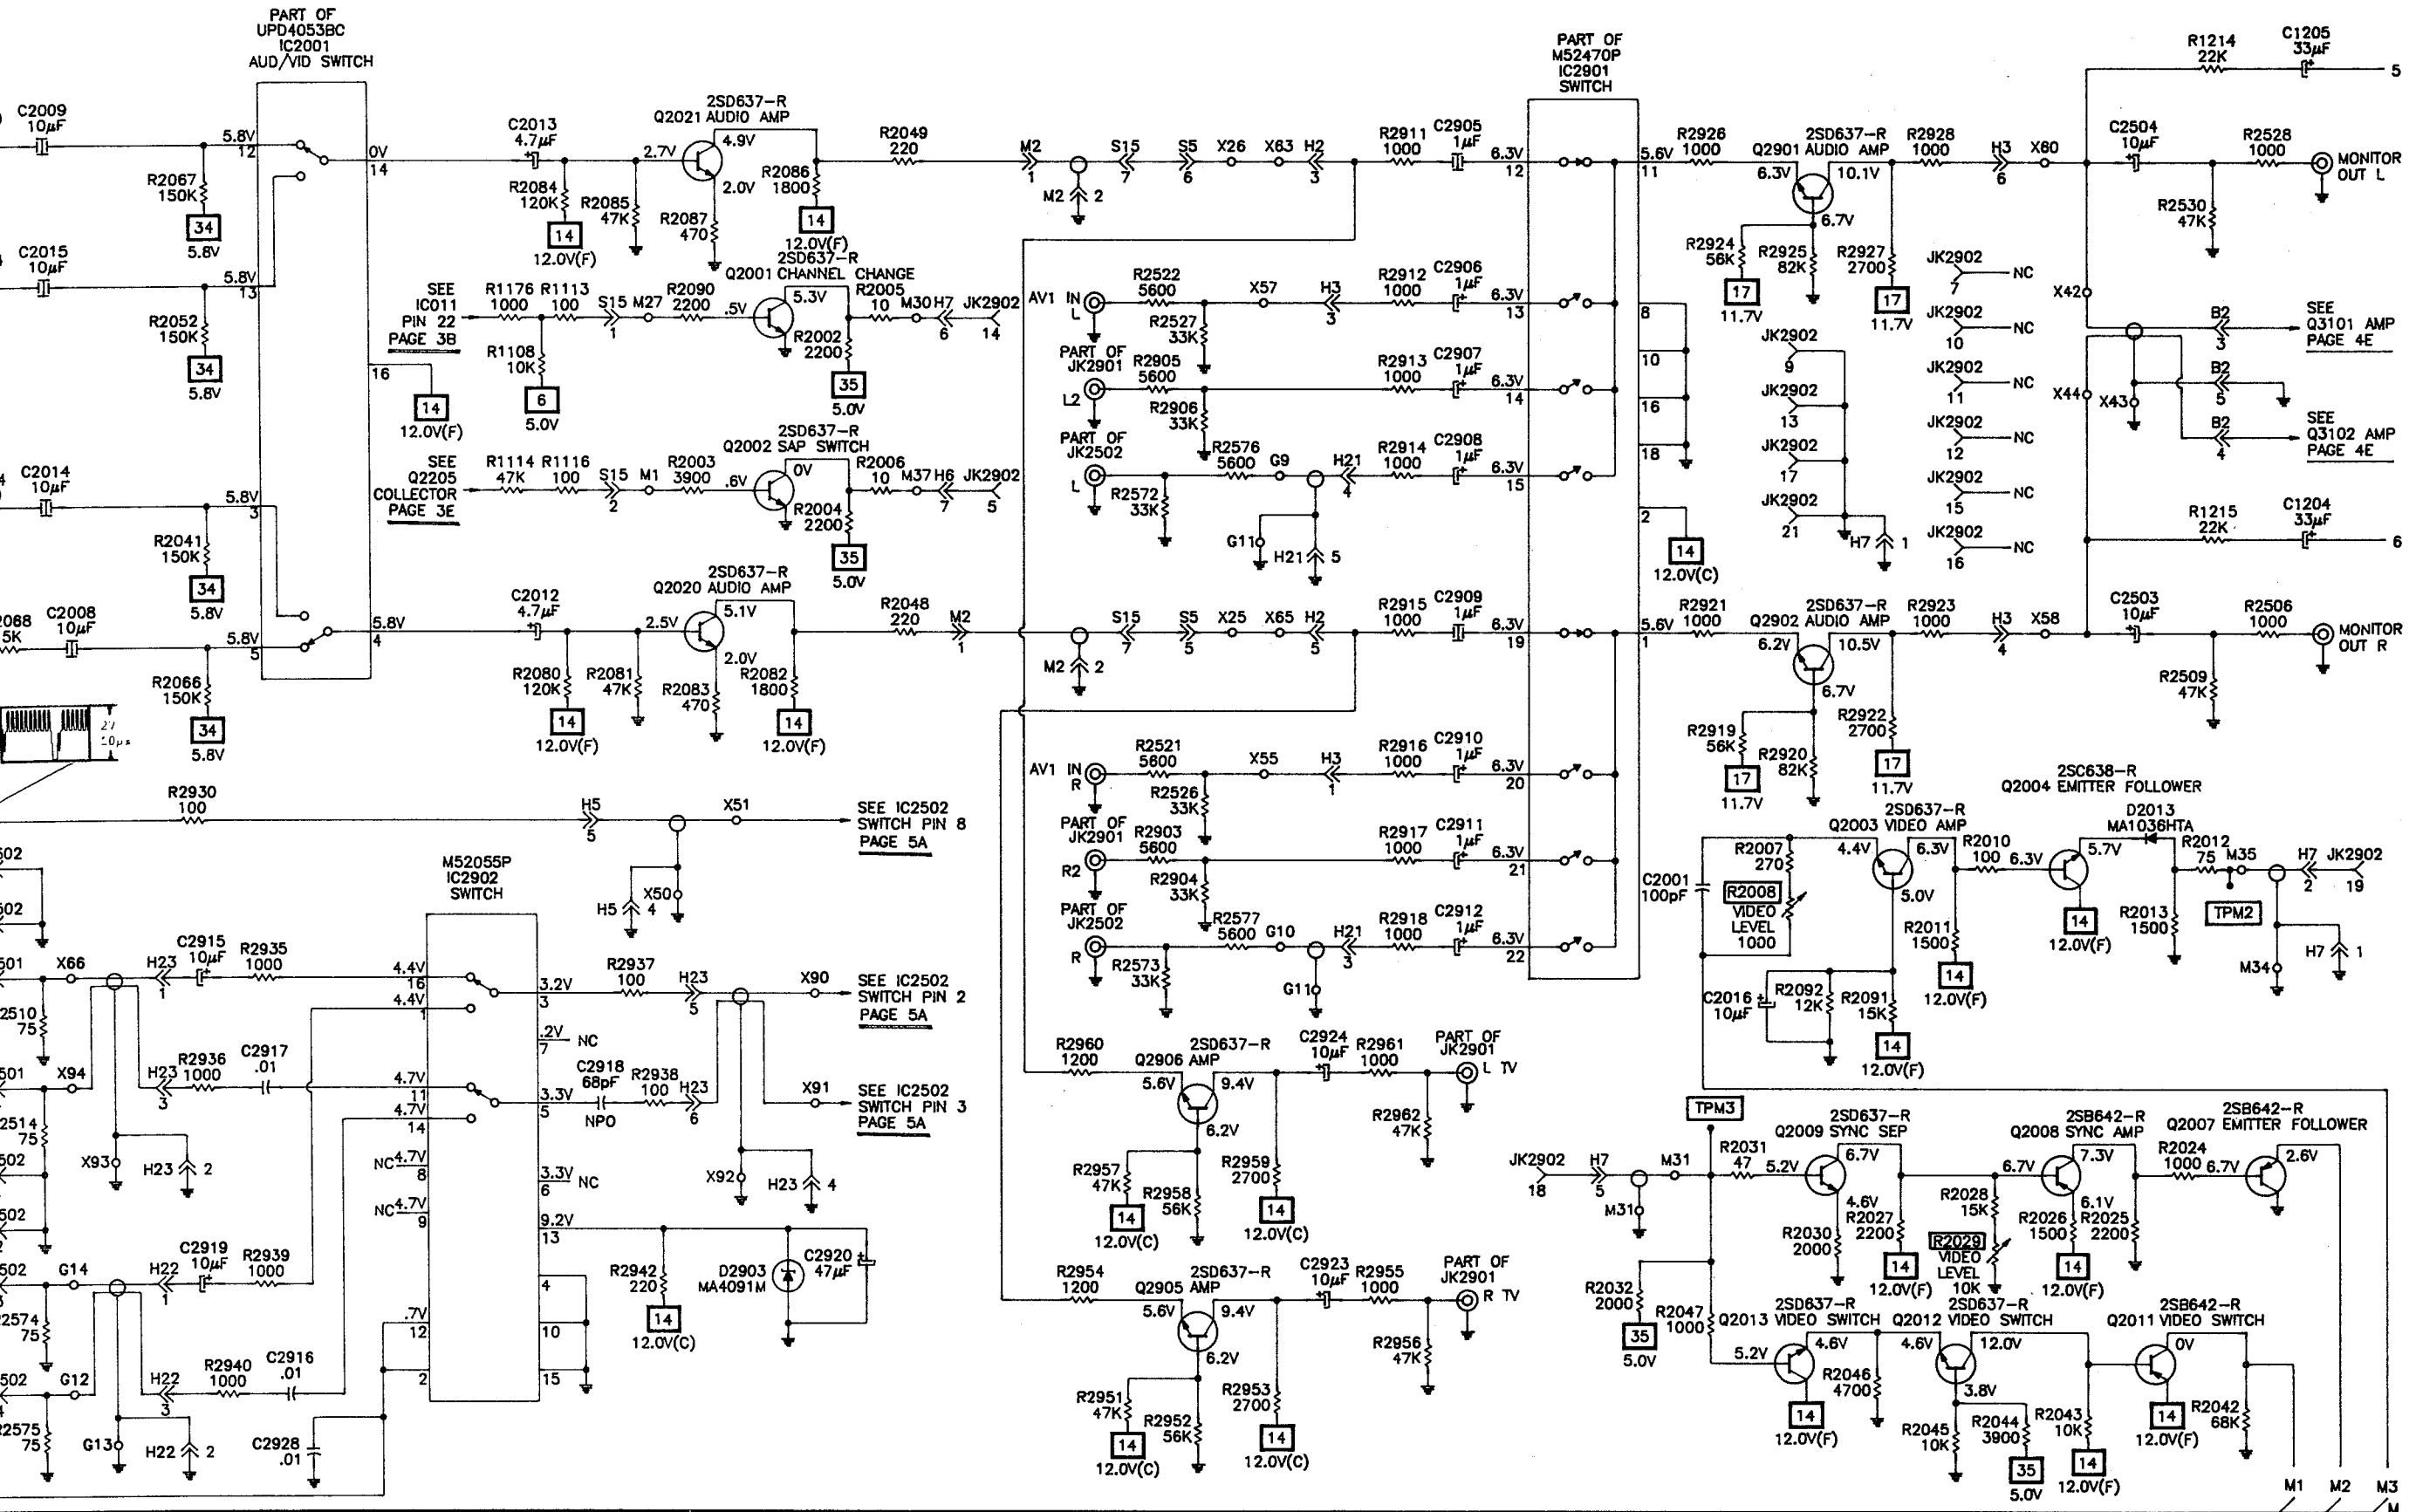 PART OF
UPD4053BC
IC2001
AUD/VID SWITCH
C2009
10µF
5.8V
12
R2067
150K
34
5.8V
C2015
10µF
5.8V
13
R2052
150K
34
5.8V
0V
14
16
14
12.0V(F)
C2014
10µF
5.8V
3
R2041
150K
34
5.8V
C2008
10µF
5.8V
5
R2066
150K
34
5.8V
5.8V
4
C2013
4.7µF
R2084
120K
14
12.0V(F)
R2085
47K
2.7V
2SD637-R
Q2021 AUDIO AMP
4.9V
2.0V
R2087
470
R2086
1800
14
12.0V(F)
R2049
220
M2
1
M2 2
S15
7
S5
6
X26
X63
H2
3
R2911
1000
C2905
1µF
6.3V
12
SEE
IC011
PIN 22
PAGE 3B
R1176
1000
R1113
100
R1108
10K
6
5.0V
S15
1
M27
R2090
2200
.5V
2SD637-R
Q2001 CHANNEL CHANGE
5.3V
R2002
2200
35
5.0V
R2005
10
M30
H7
6
JK2902
14
SEE
Q2205
COLLECTOR
PAGE 3E
R1114
47K
R1116
100
S15
2
M1
R2003
3900
.6V
2SD637-R
Q2002 SAP SWITCH
0V
R2004
2200
35
5.0V
R2006
10
M37
H6
7
JK2902
5
C2012
4.7µF
R2080
120K
14
12.0V(F)
R2081
47K
2.5V
2SD637-R
Q2020 AUDIO AMP
5.1V
2.0V
R2083
470
R2082
1800
14
12.0V(F)
R2048
220
M2
1
M2 2
S15
7
S5
5
X25
X65
H2
5
R2915
1000
C2909
1µF
6.3V
19
AV1 IN
L
R2522
5600
R2527
33K
X57
H3
3
R2912
1000
C2906
1µF
6.3V
13
PART OF
JK2901
L2
R2905
5600
R2906
33K
R2913
1000
C2907
1µF
6.3V
14
PART OF
JK2502
L
R2572
33K
R2576
5600
G9
G11
H21
4
H21 5
R2914
1000
C2908
1µF
6.3V
15
AV1 IN
R
R2521
5600
R2526
33K
X55
H3
1
R2916
1000
C2910
1µF
6.3V
20
PART OF
JK2901
R2
R2903
5600
R2904
33K
R2917
1000
C2911
1µF
6.3V
21
PART OF
JK2502
R
R2573
33K
R2577
5600
G10
G11
H21
3
R2918
1000
C2912
1µF
6.3V
22
PART OF
M52470P
IC2901
SWITCH
5.6V
11
8
10
16
18
2
14
12.0V(C)
5.6V
1
R2926
1000
2SD637-R
Q2901 AUDIO AMP
6.3V
10.1V
6.7V
R2924
56K
17
11.7V
R2925
82K
R2927
2700
17
11.7V
R2928
1000
H3
6
X60
C2504
10µF
R2530
47K
R2528
1000
MONITOR
OUT L
R1214
22K
C1205
33µF
5
JK2902
9
JK2902
13
JK2902
17
JK2902
21
H7 1
JK2902
7
NC
JK2902
10
NC
JK2902
11
NC
JK2902
12
NC
JK2902
15
NC
JK2902
16
NC
X42
X44
X43
B2
3
SEE
Q3101 AMP
PAGE 4E
B2
5
B2
4
SEE
Q3102 AMP
PAGE 4E
R1215
22K
C1204
33µF
6
R2921
1000
2SD637-R
Q2902 AUDIO AMP
6.2V
10.5V
6.7V
R2919
56K
17
11.7V
R2920
82K
R2922
2700
17
11.7V
R2923
1000
H3
4
X58
C2503
10µF
R2509
47K
R2506
1000
MONITOR
OUT R
R2930
100
H5
5
X51
H5 4
X50
SEE IC2502
SWITCH PIN 8
PAGE 5A
M52055P
IC2902
SWITCH
X66
H23
1
C2915
10µF
R2935
1000
4.4V
16
4.4V
1
X94
H23
3
R2936
1000
C2917
.01
4.7V
11
4.7V
14
X93
H23 2
NC 4.7V
8
NC 4.7V
9
G14
H22
1
C2919
10µF
R2939
1000
G12
H22
3
R2940
1000
C2916
.01
G13
H22 2
C2928
.01
.7V
12
2
3.2V
3
.2V
7
NC
3.3V
5
3.3V
6
NC
9.2V
13
4
10
15
R2937
100
H23
5
X90
SEE IC2502
SWITCH PIN 2
PAGE 5A
C2918
68pF
NPO
R2938
100
H23
6
X91
SEE IC2502
SWITCH PIN 3
PAGE 5A
X92
H23 4
R2942
220
14
12.0V(C)
D2903
MA4091M
C2920
47µF
R2960
1200
2SD637-R
Q2906 AMP
5.6V
9.4V
6.2V
R2957
47K
14
12.0V(C)
R2958
56K
R2959
2700
14
12.0V(C)
C2924
10µF
R2961
1000
R2962
47K
PART OF
JK2901
L TV
R2954
1200
2SD637-R
Q2905 AMP
5.6V
9.4V
6.2V
R2951
47K
14
12.0V(C)
R2952
56K
R2953
2700
14
12.0V(C)
C2923
10µF
R2955
1000
R2956
47K
PART OF
JK2901
R TV
C2001
100pF
R2007
270
R2008
VIDEO
LEVEL
1000
2SD637-R
Q2003 VIDEO AMP
4.4V
6.3V
5.0V
C2016
10µF
R2092
12K
R2091
15K
14
12.0V(F)
R2011
1500
14
12.0V(F)
R2010
100
6.3V
2SC638-R
Q2004 EMITTER FOLLOWER
5.7V
14
12.0V(F)
D2013
MA1036HTA
R2013
1500
R2012
75
M35
TPM2
H7
2
JK2902
19
M34
H7 1
JK2902
18
H7
5
M31
M31
TPM3
R2031
47
5.2V
2SD637-R
Q2009 SYNC SEP
6.7V
4.6V
R2030
2000
R2027
2200
14
12.0V(F)
R2028
15K
R2029
VIDEO
LEVEL
10K
6.7V
2SB642-R
Q2008 SYNC AMP
7.3V
6.1V
R2026
1500
14
12.0V(F)
R2025
2200
R2024
1000
6.7V
2SB642-R
Q2007 EMITTER FOLLOWER
2.6V
R2032
2000
35
5.0V
R2047
1000
5.2V
2SD637-R
Q2013 VIDEO SWITCH
4.6V
14
12.0V(F)
R2046
4700
4.6V
2SD637-R
Q2012 VIDEO SWITCH
12.0V
3.8V
R2045
10K
R2044
3900
35
5.0V
R2043
10K
14
12.0V(F)
2SB642-R
Q2011 VIDEO SWITCH
0V
14
12.0V(F)
R2042
68K
M1
M2
M3